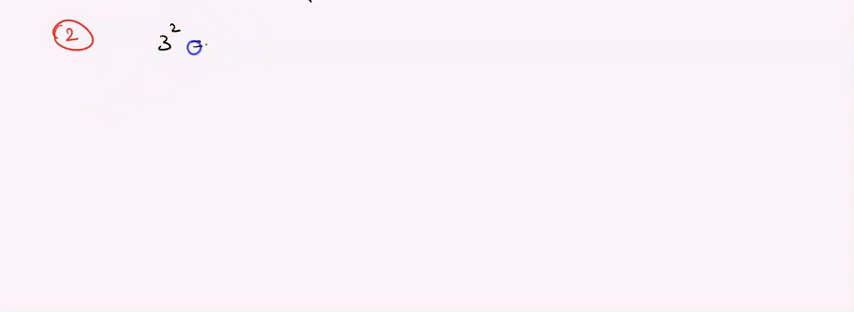 2 3² =